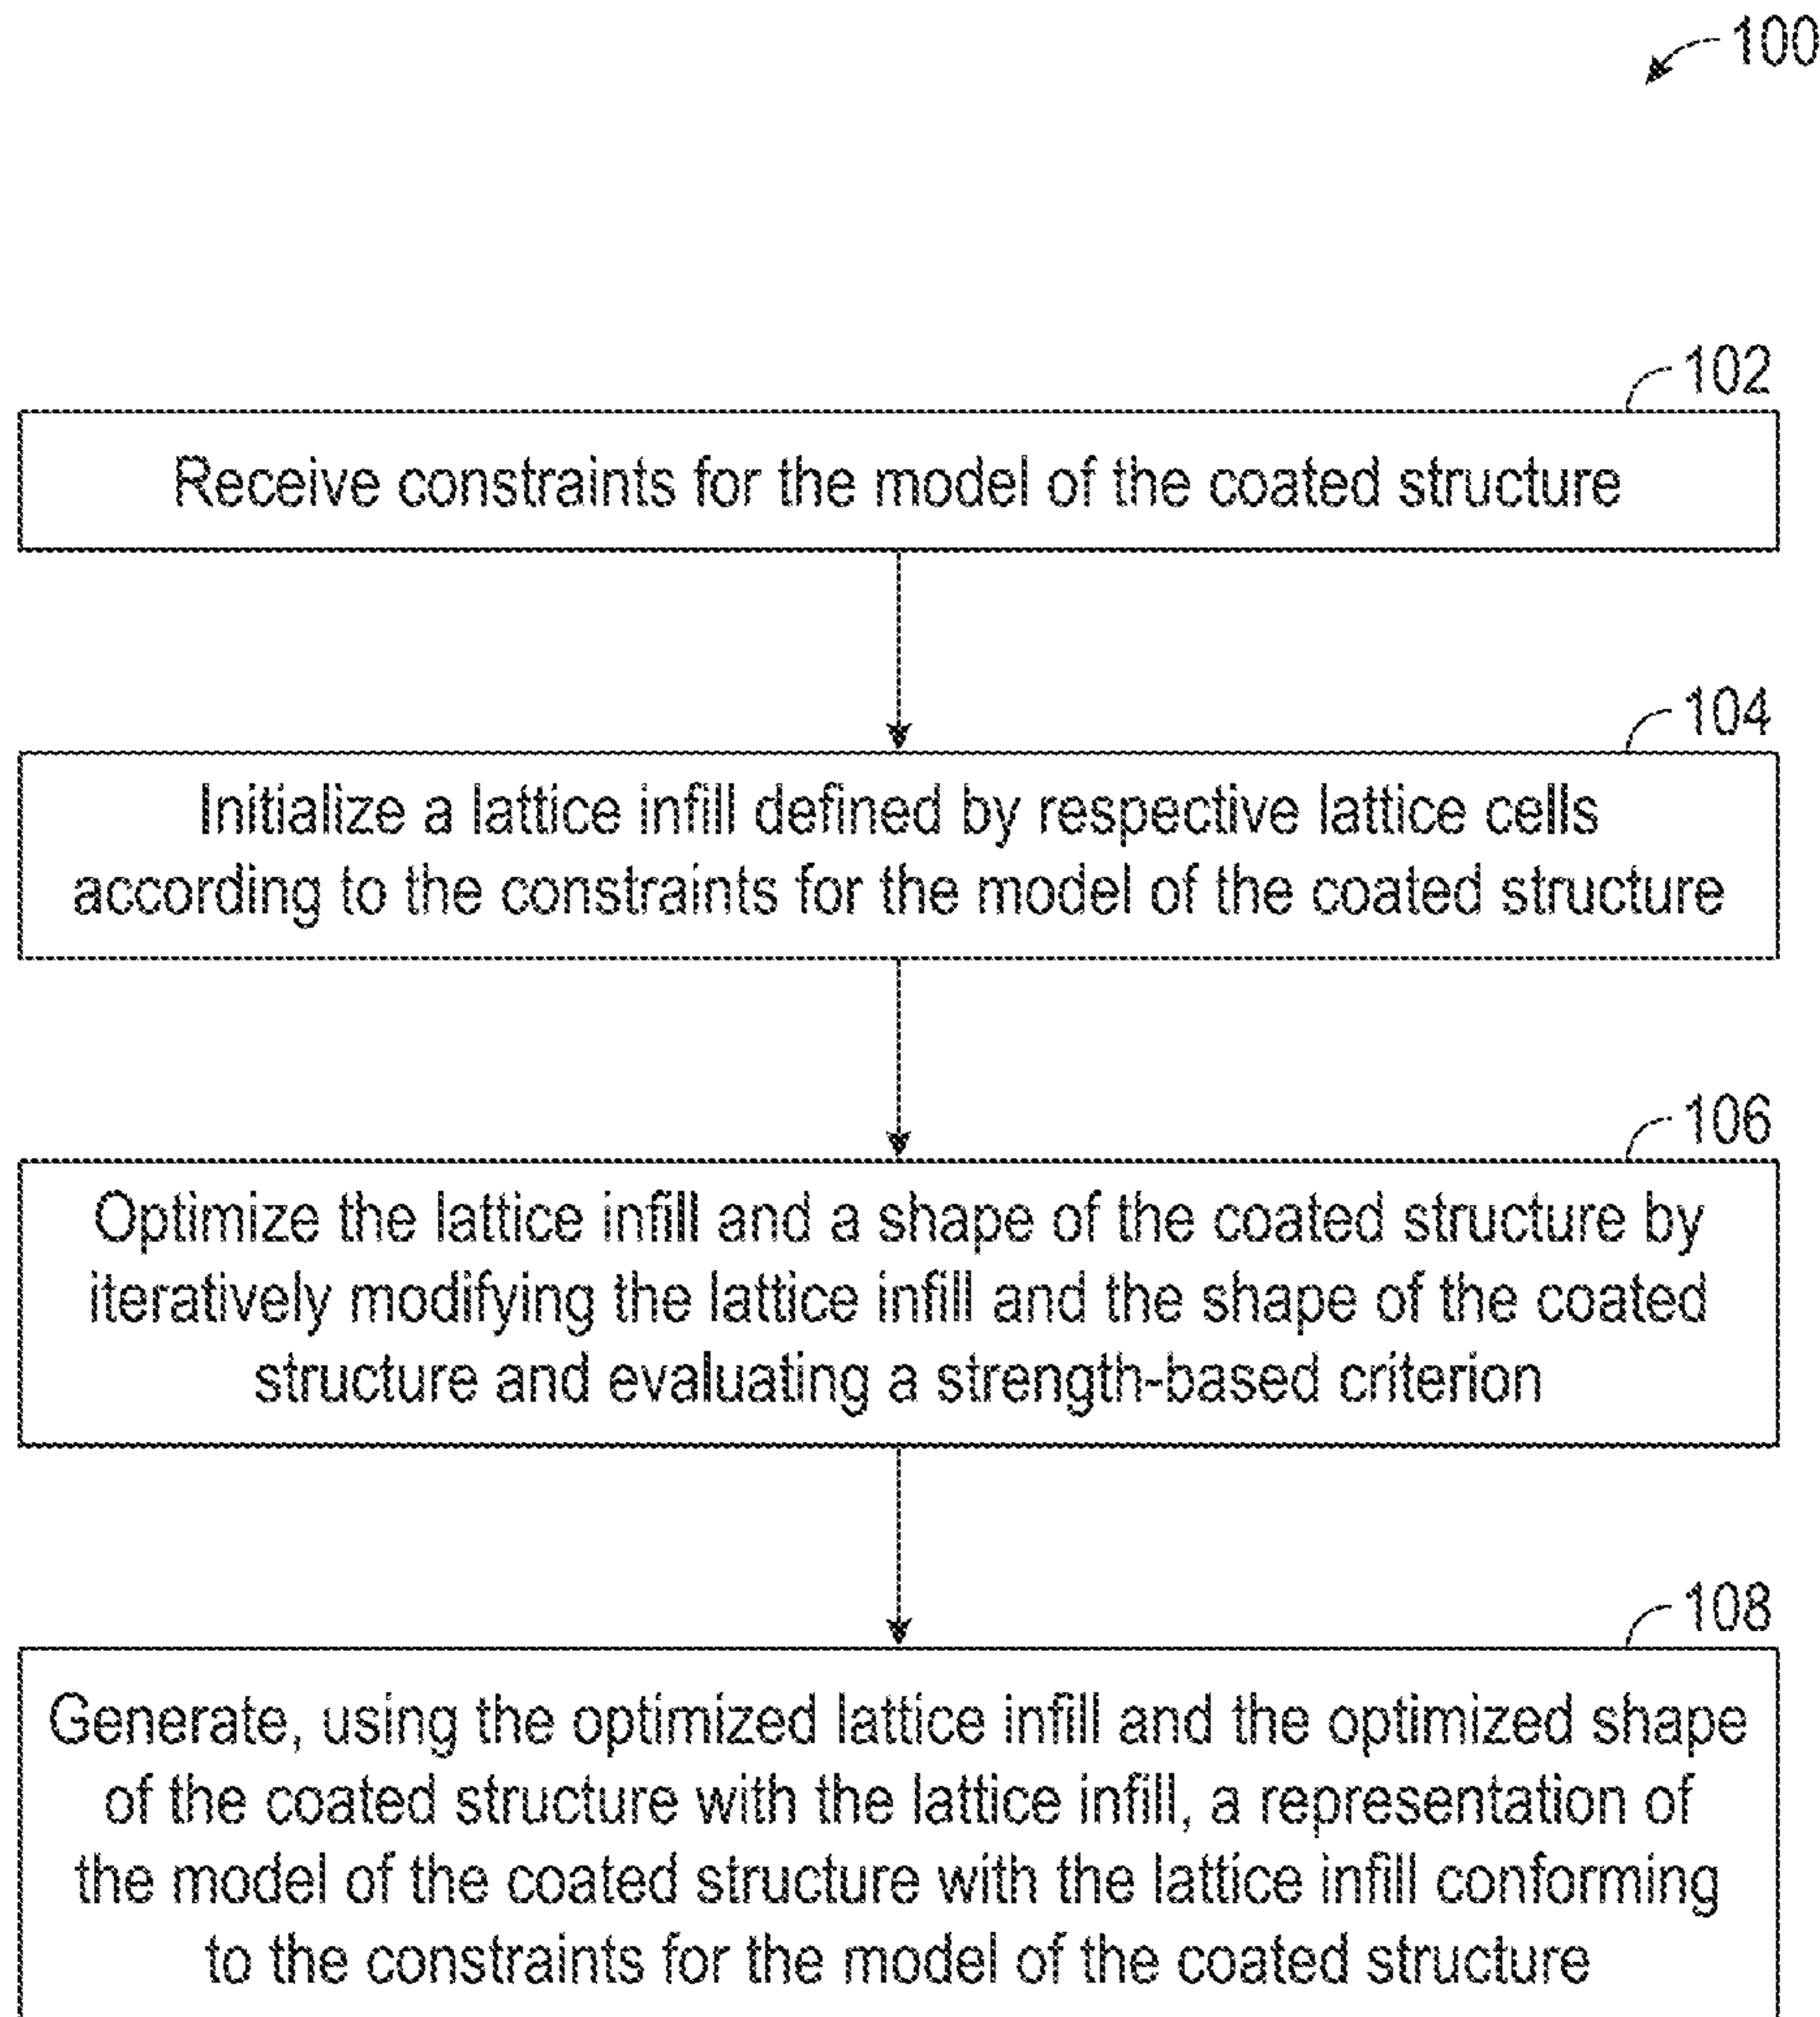 100
102
Receive constraints for the model of the coated structure
104
Initialize a lattice infill defined by respective lattice cells
according to the constraints for the model of the coated structure
106
Optimize the lattice infill and a shape of the coated structure by
iteratively modifying the lattice infill and the shape of the coated
structure and evaluating a strength-based criterion
108
Generate, using the optimized lattice infill and the optimized shape
of the coated structure with the lattice infill, a representation of
the model of the coated structure with the lattice infill conforming
to the constraints for the model of the coated structure